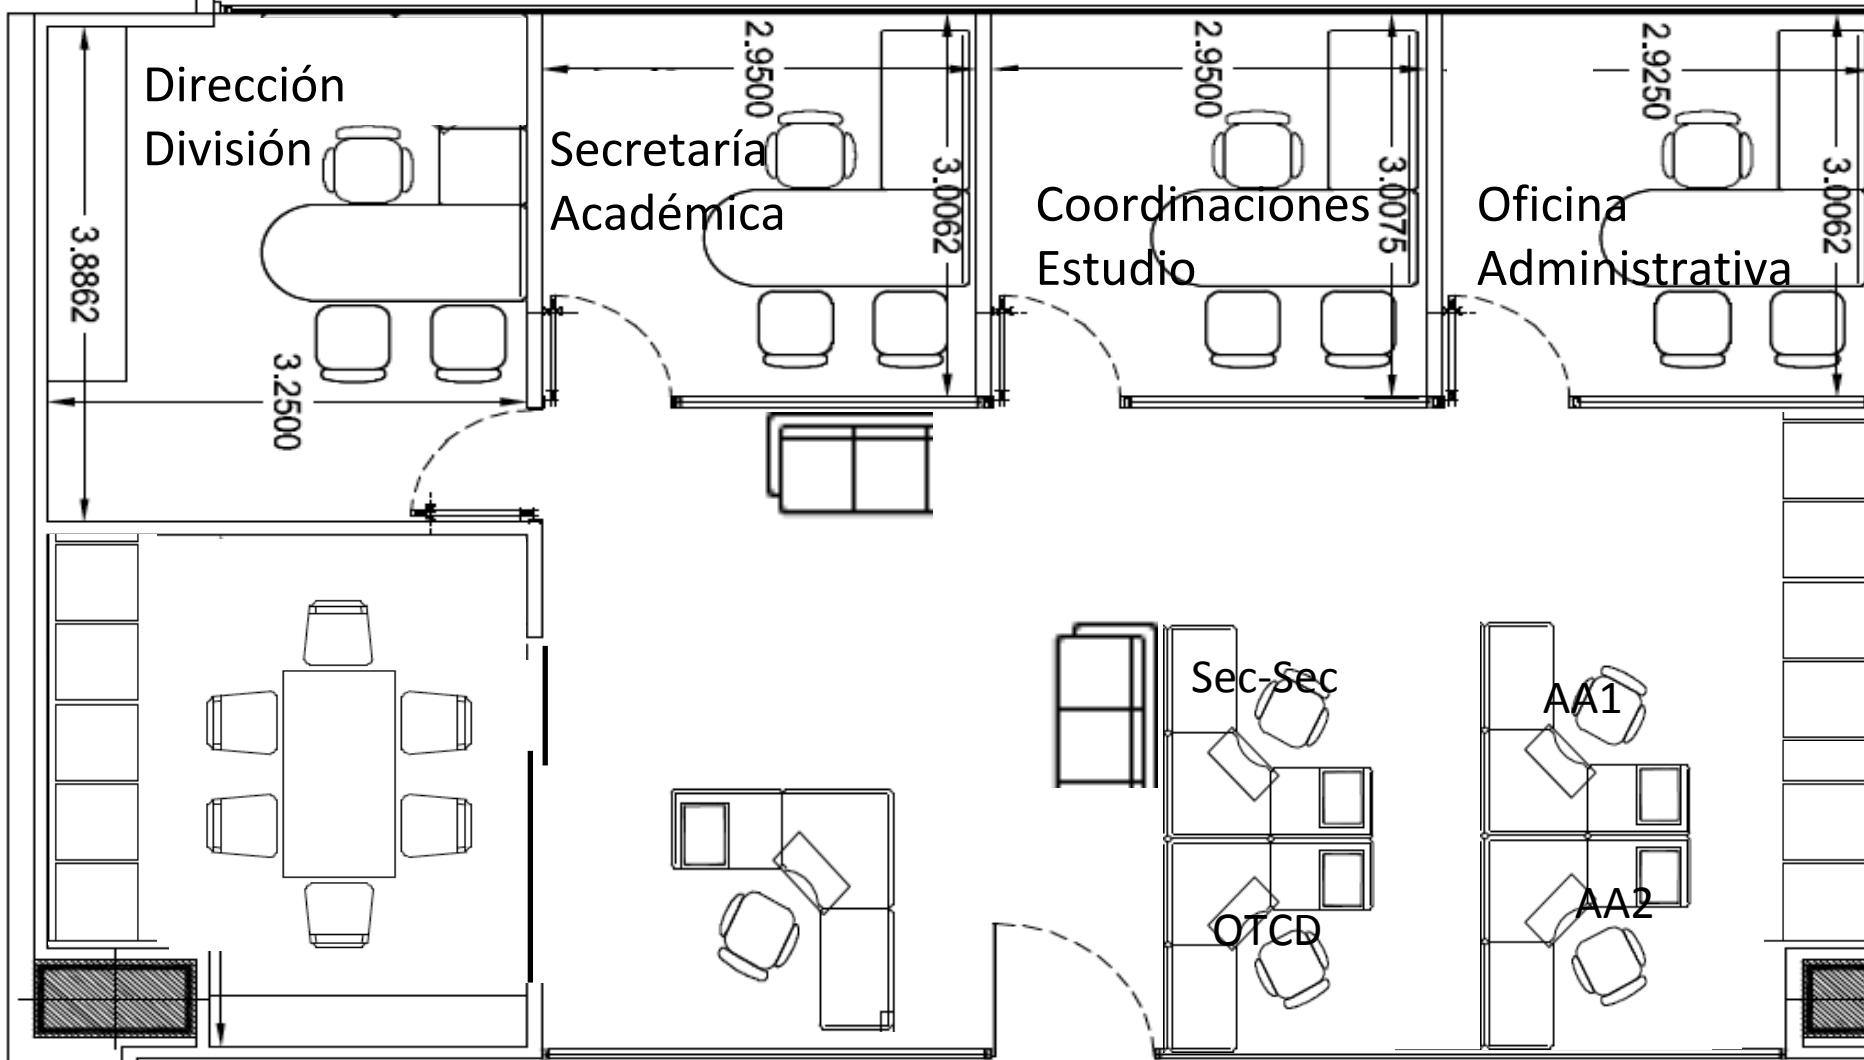 Dirección
División
3.8862
3.2500
Secretaría
Académica
2.9500
3.0062
Coordinaciones
Estudio
2.9500
3.0075
Oficina
Administrativa
2.9250
3.0062
Sec-Sec
AA1
OTCD
AA2